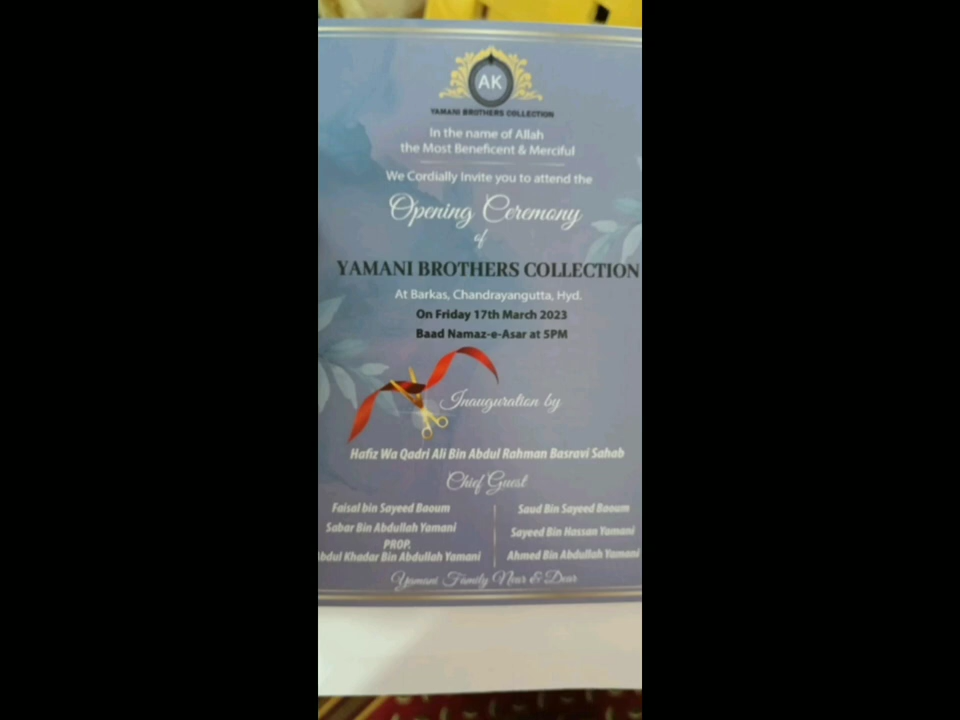 AK
YAMANI BROTHERS COLLECTION
In the name of Allah
the Most Beneficent & Merciful
We Cordially Invite you to attend the
Opening Ceremony
of
YAMANI BROTHERS COLLECTION
At Barkas, Chandrayangutta, Hyd.
On Friday 17th March 2023
Baad Namaz-e-Asar at 5PM
Inauguration by
Hafiz Wa Qadri Ali Bin Abdul Rahman Basravi Sahab
Chief Guest
Faisal bin Sayeed Baoum
Sabar Bin Abdullah Yamani
PROP.
bdul Khadar Bin Abdullah Yamani
Saud Bin Sayeed Baoum
Sayeed Bin Hassan Yamani
Ahmed Bin Abdullah Yamani
Yamani Family Near & Dear